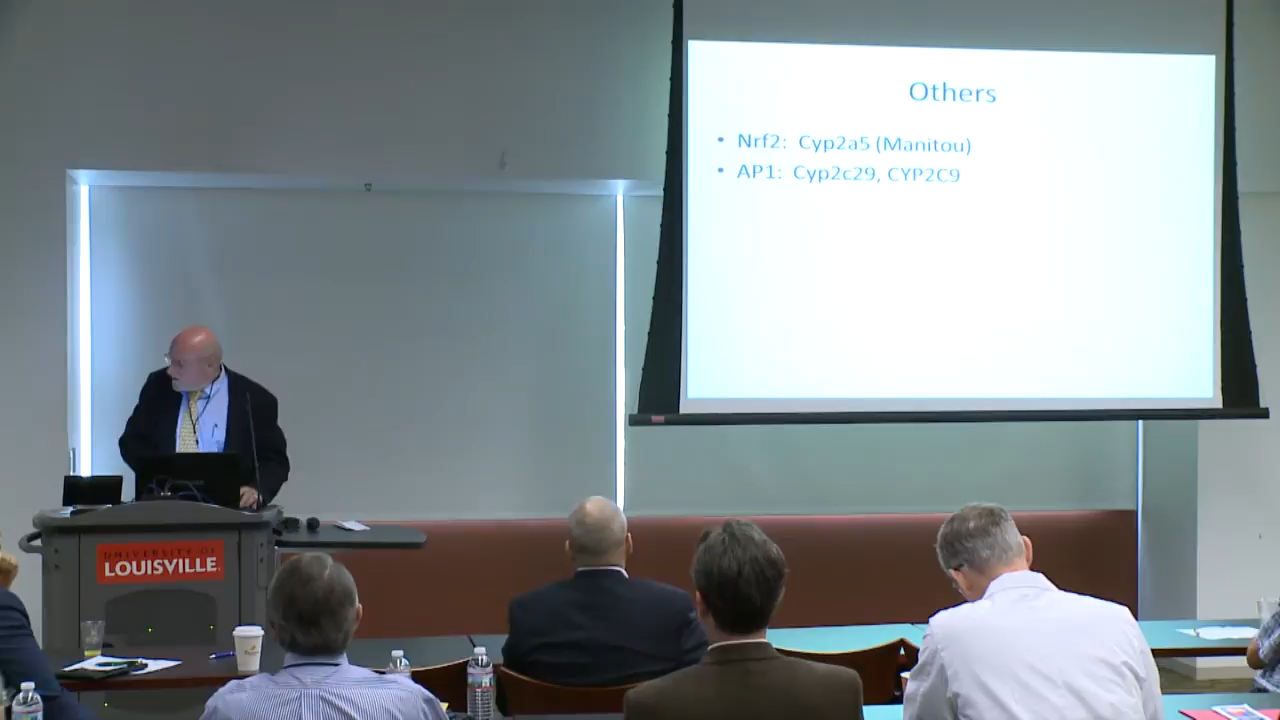 Others
• Nrf2: Cyp2a5 (Manitou)
• AP1: Cyp2c29, CYP2C9
UNIVERSITY OF
LOUISVILLE.